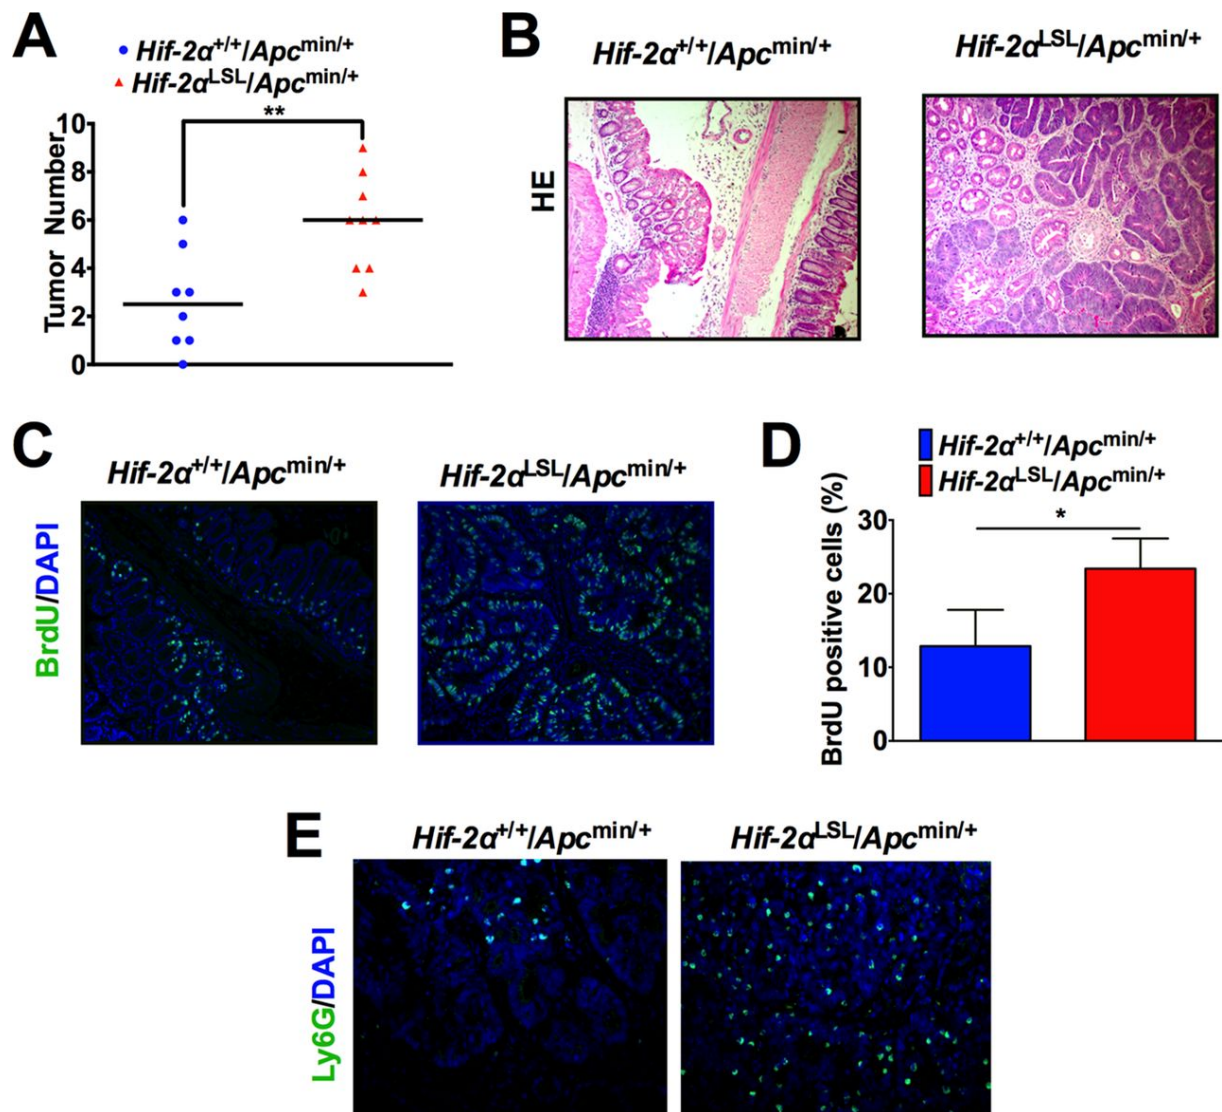 A
Hif-2α+/+/Apcmin/+
Hif-2αLSL/Apcmin/+
**
Tumor Number
10
8
6
4
2
0
B
Hif-2α+/+/Apcmin/+
Hif-2αLSL/Apcmin/+
HE
C
Hif-2α+/+/Apcmin/+
Hif-2αLSL/Apcmin/+
BrdU/DAPI
D
Hif-2α+/+/Apcmin/+
Hif-2αLSL/Apcmin/+
*
BrdU positive cells (%)
30
20
10
0
E
Hif-2α+/+/Apcmin/+
Hif-2αLSL/Apcmin/+
Ly6G/DAPI